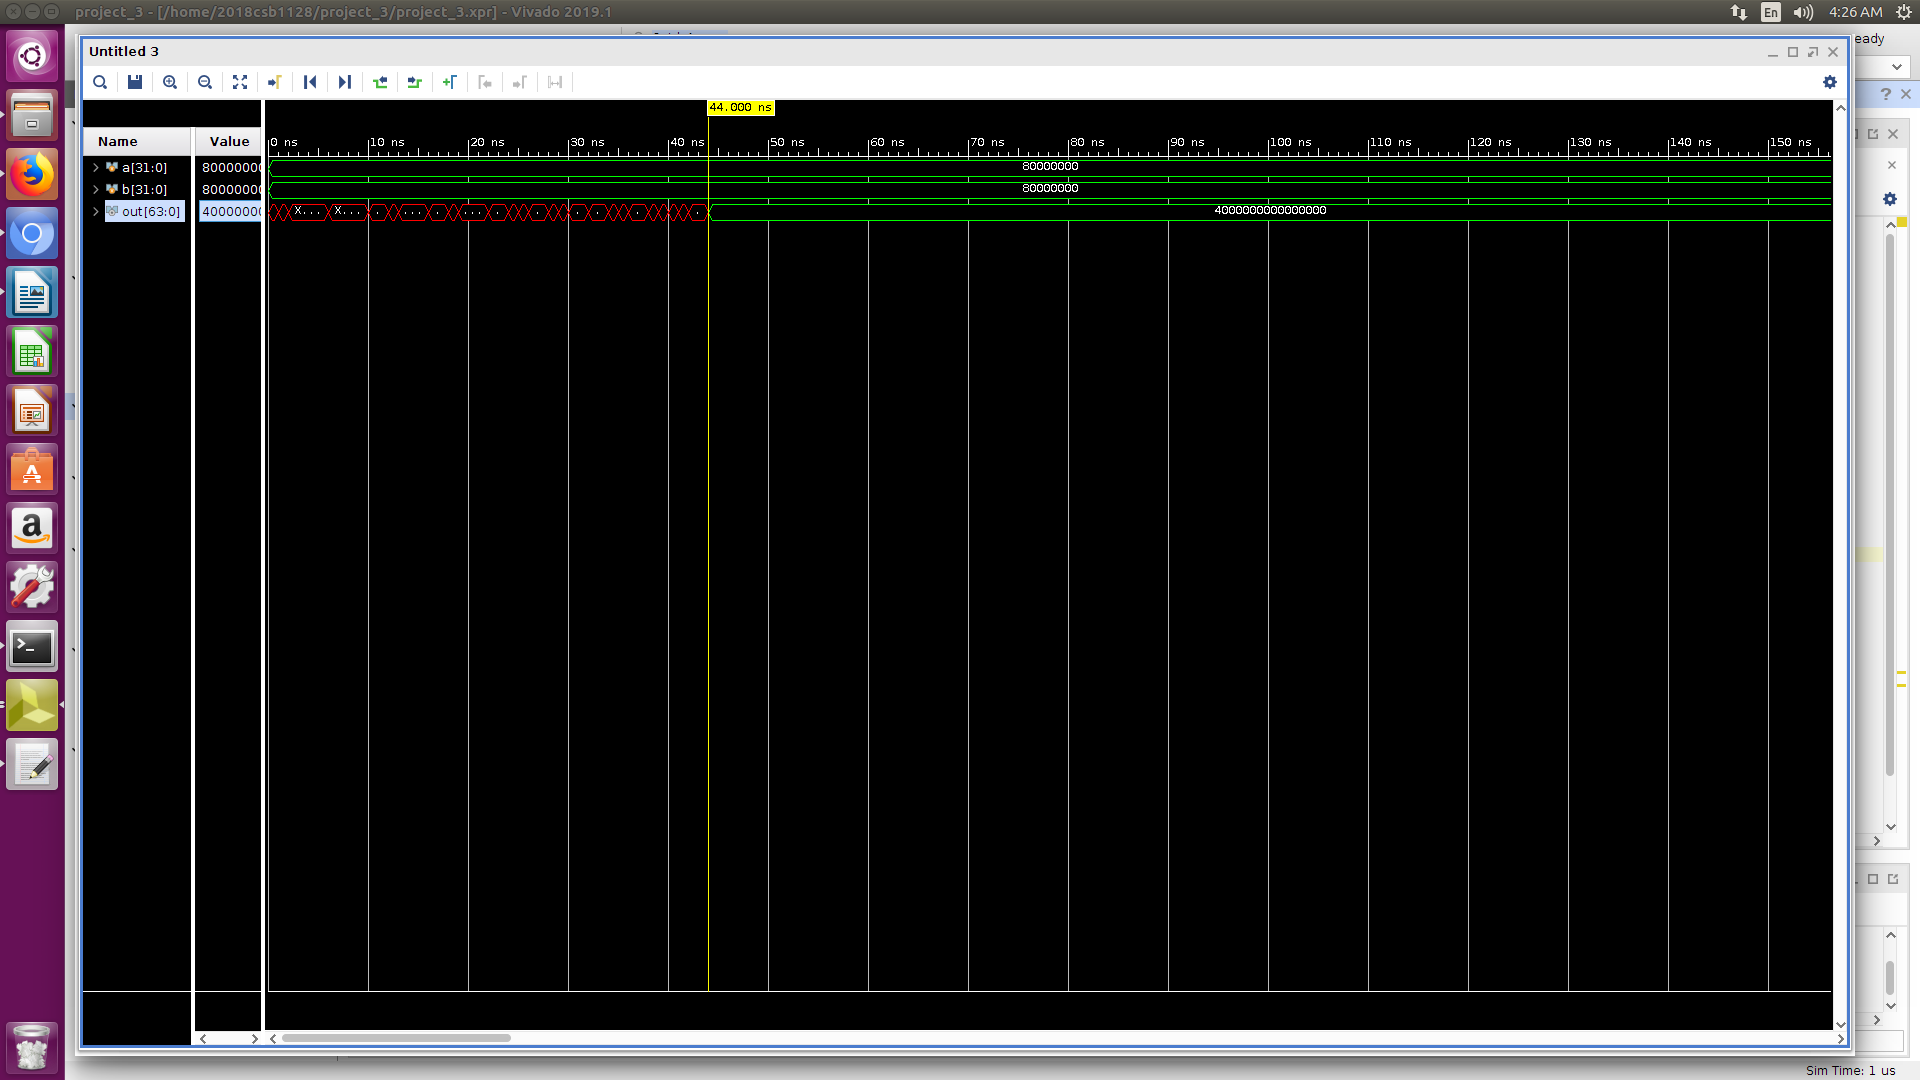 project_3 - [/home/2018csb1128/project_3/project_3.xpr] - Vivado 2019.1
En
4:26 AM
eady
Untitled 3
44.000 ns
Name
Value
0 ns
10 ns
20 ns
30 ns
40 ns
50 ns
60 ns
70 ns
80 ns
90 ns
100 ns
110 ns
120 ns
130 ns
140 ns
150 ns
a[31:0]
80000000
80000000
b[31:0]
80000000
80000000
out[63:0]
40000000
X...
X...
4000000000000000
Sim Time: 1 us